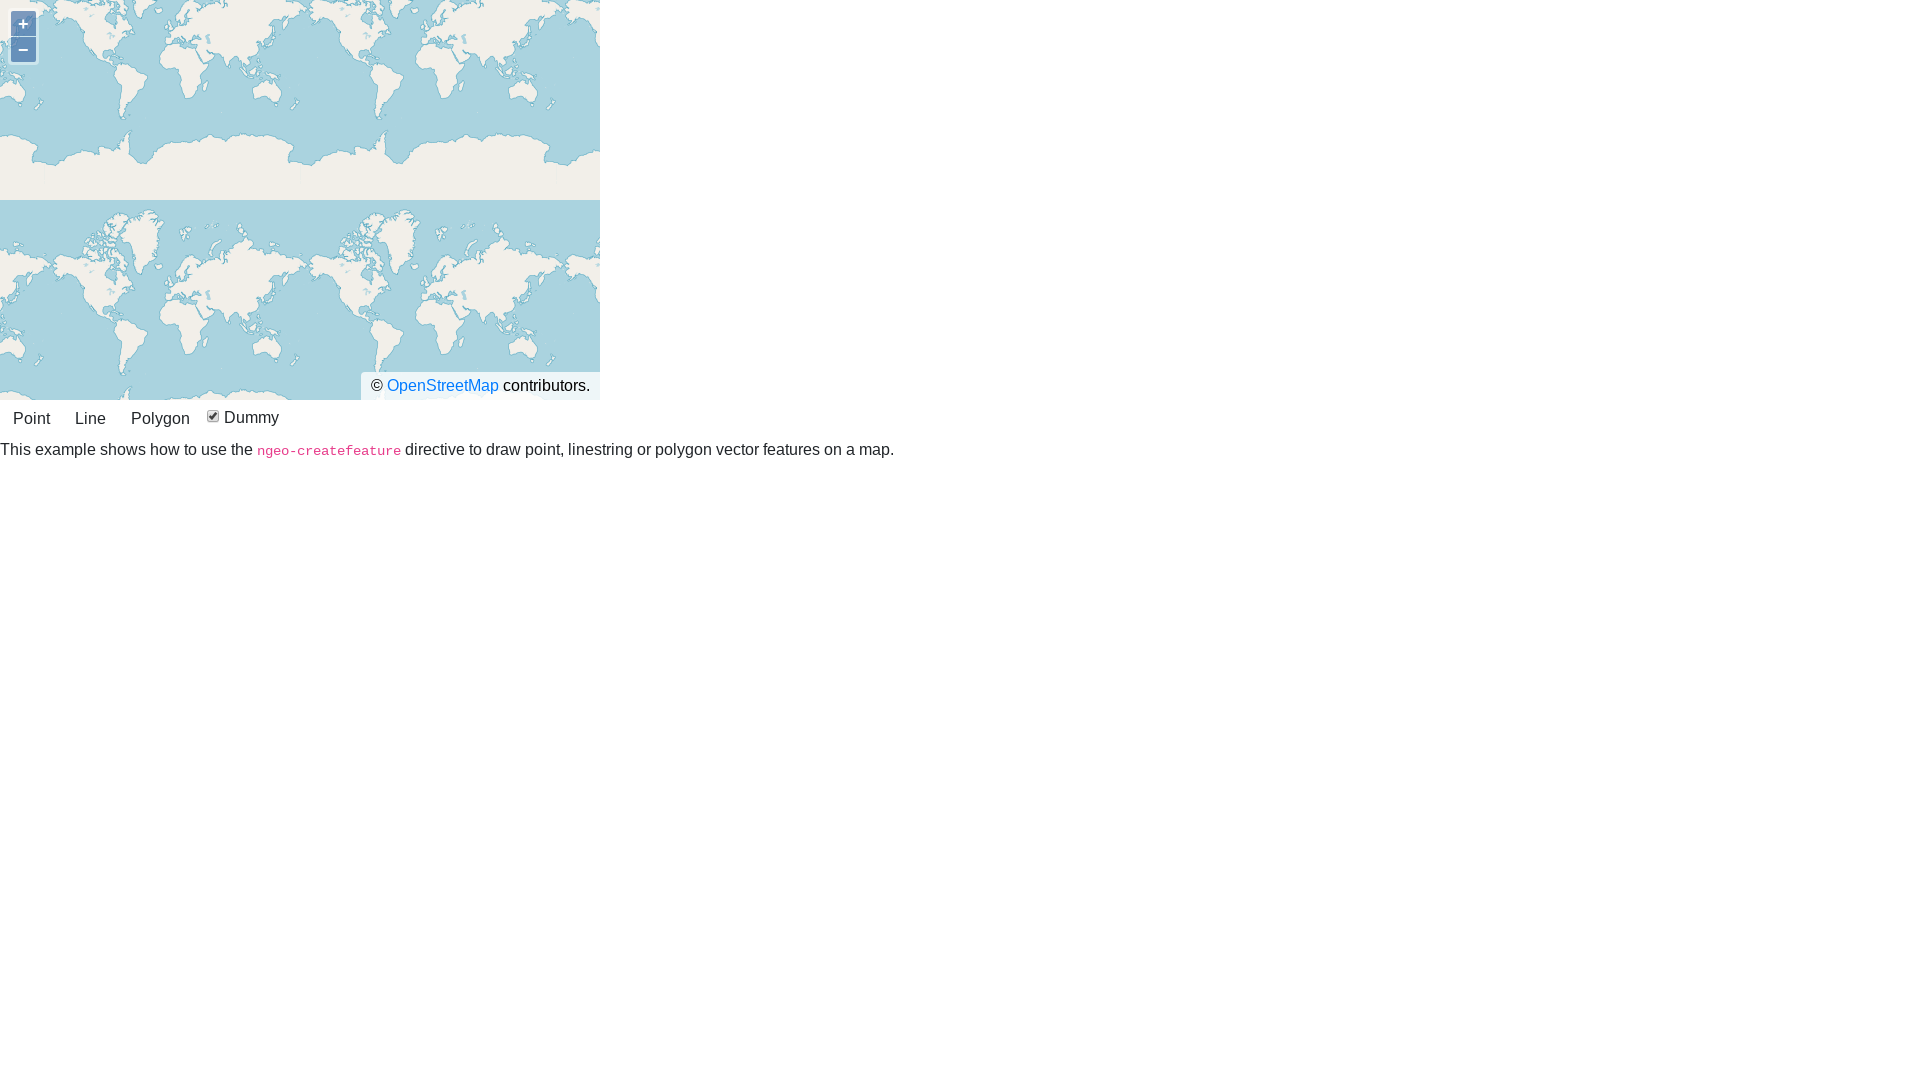 +
−
© OpenStreetMap contributors.
Point Line Polygon Dummy
This example shows how to use the ngeo-createfeature directive to draw point, linestring or polygon vector features on a map.